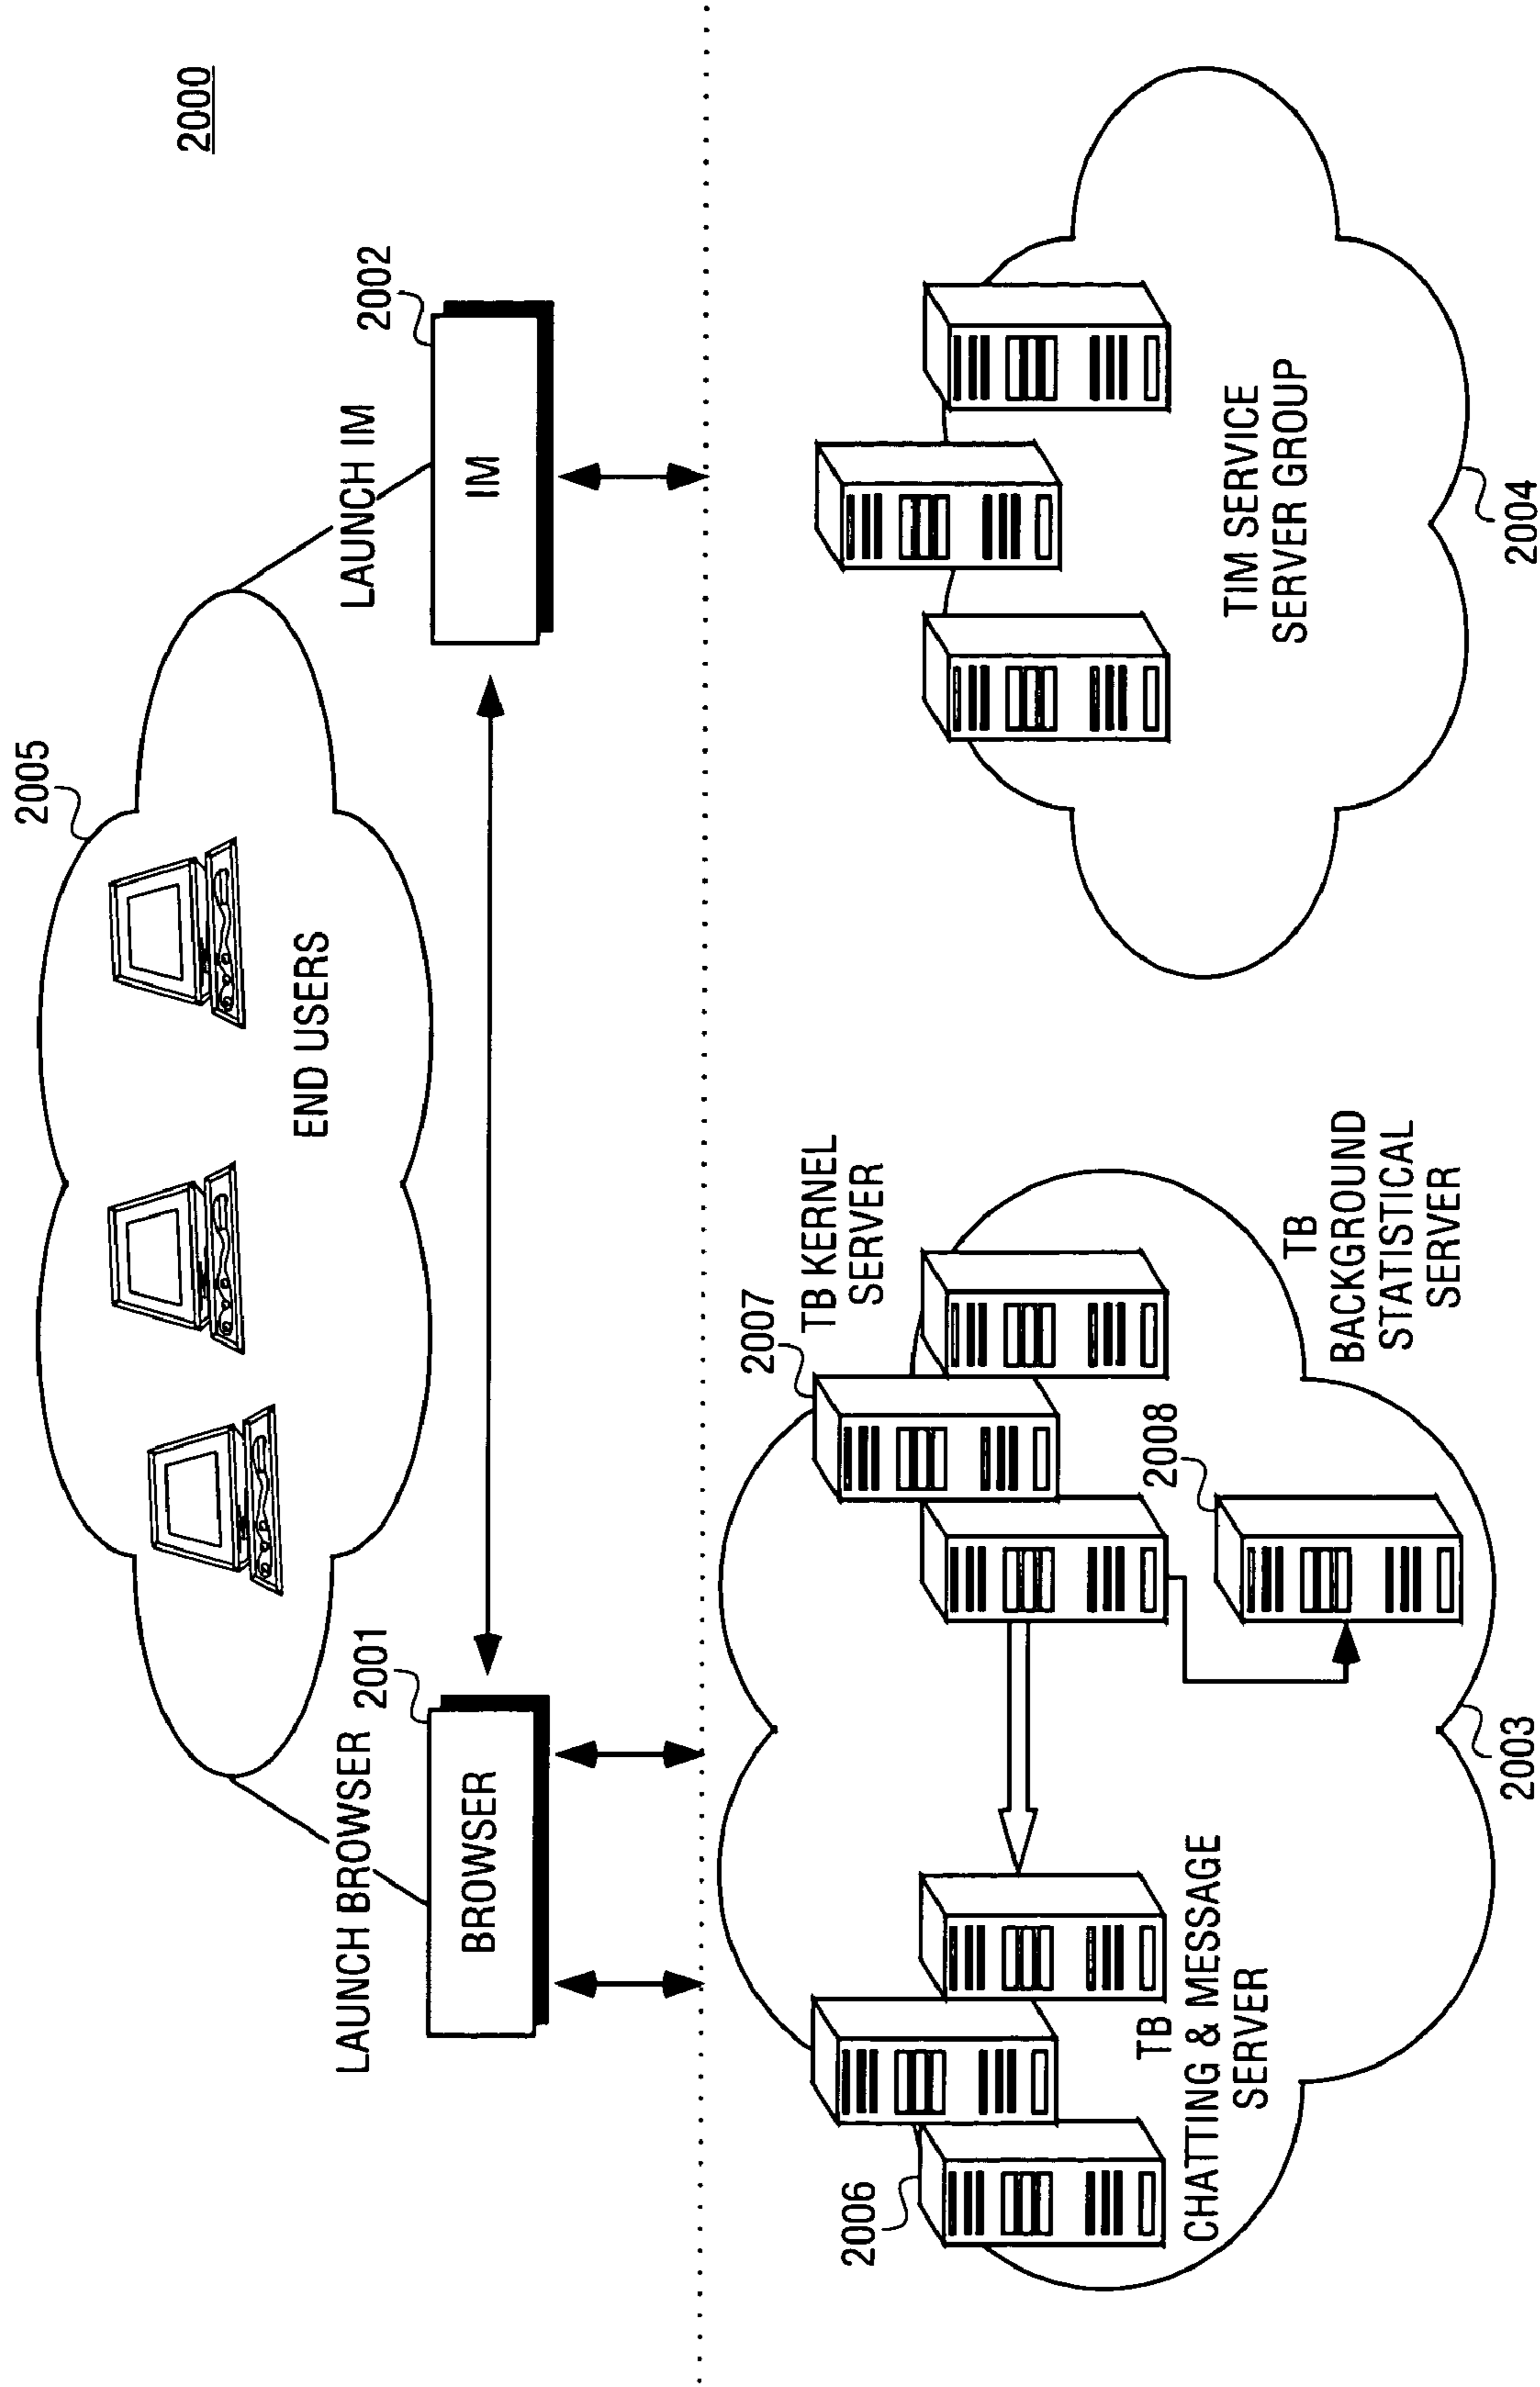 2000
2005
END USERS
LAUNCH BROWSER
2001
BROWSER
LAUNCH IM
2002
IM
2006
TB
CHATTING & MESSAGE
SERVER
2007
TB KERNEL
SERVER
2008
TB
BACKGROUND
STATISTICAL
SERVER
2003
TIM SERVICE
SERVER GROUP
2004